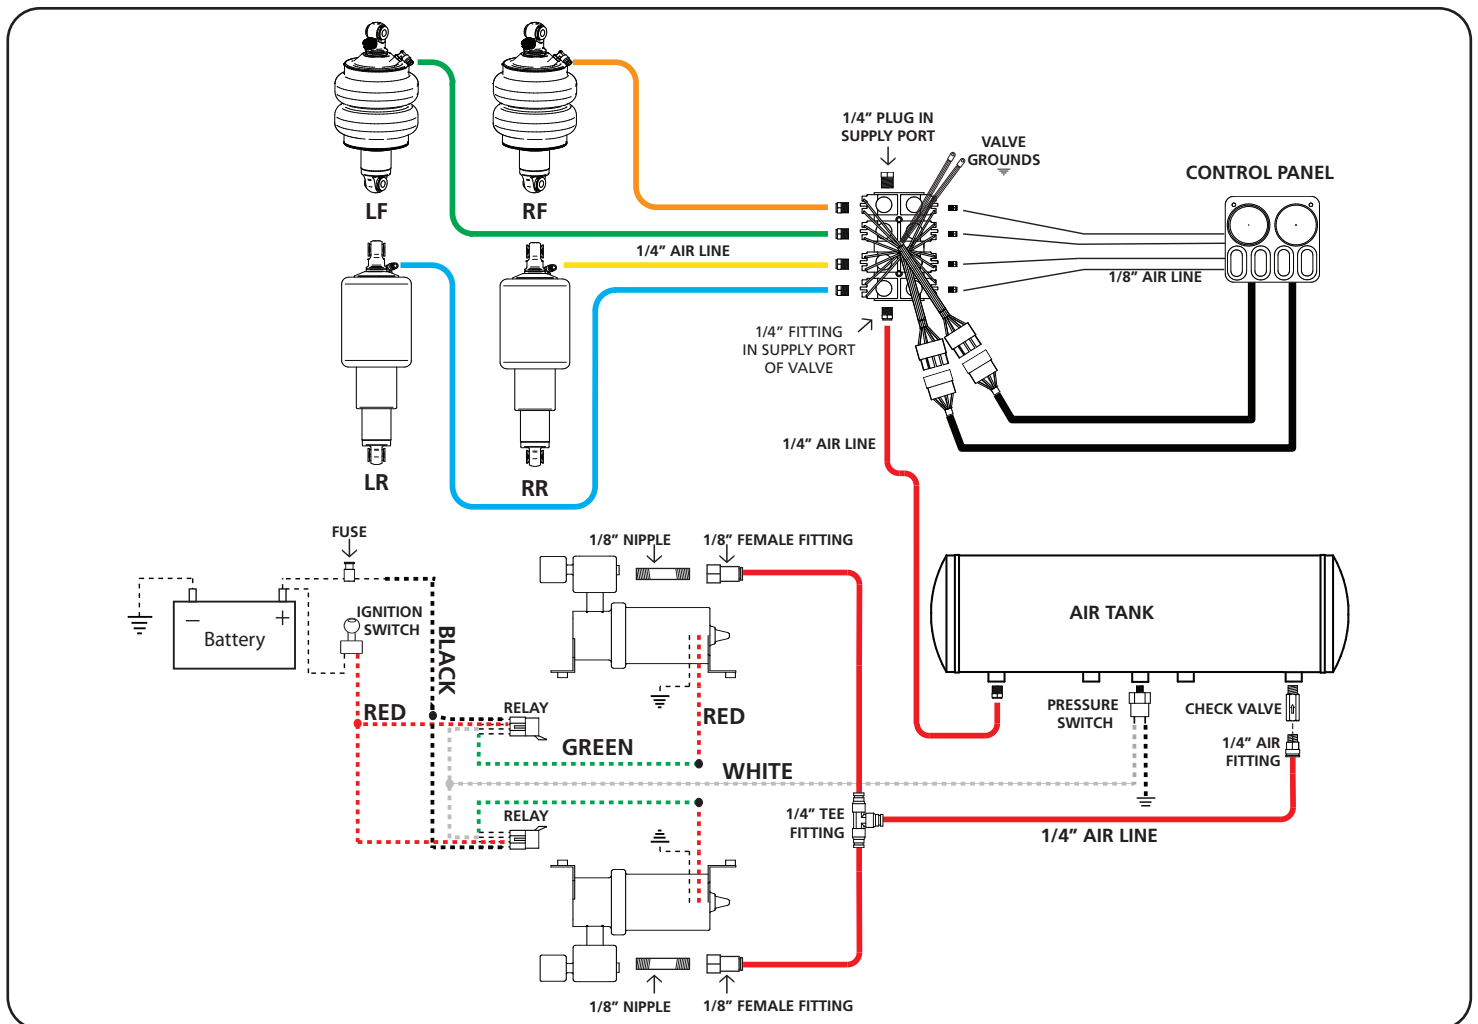 1/4” PLUG IN
SUPPLY PORT
VALVE
GROUNDS
CONTROL PANEL
LF
RF
1/4” AIR LINE
1/8” AIR LINE
1/4” FITTING
IN SUPPLY PORT
OF VALVE
1/4” AIR LINE
LR
RR
FUSE
1/8” NIPPLE
1/8” FEMALE FITTING
IGNITION
SWITCH
− +
Battery
AIR TANK
BLACK
RED
RELAY
RED
PRESSURE
SWITCH
CHECK VALVE
GREEN
1/4” AIR
FITTING
WHITE
RELAY
1/4” TEE
FITTING
1/4” AIR LINE
1/8” NIPPLE
1/8” FEMALE FITTING